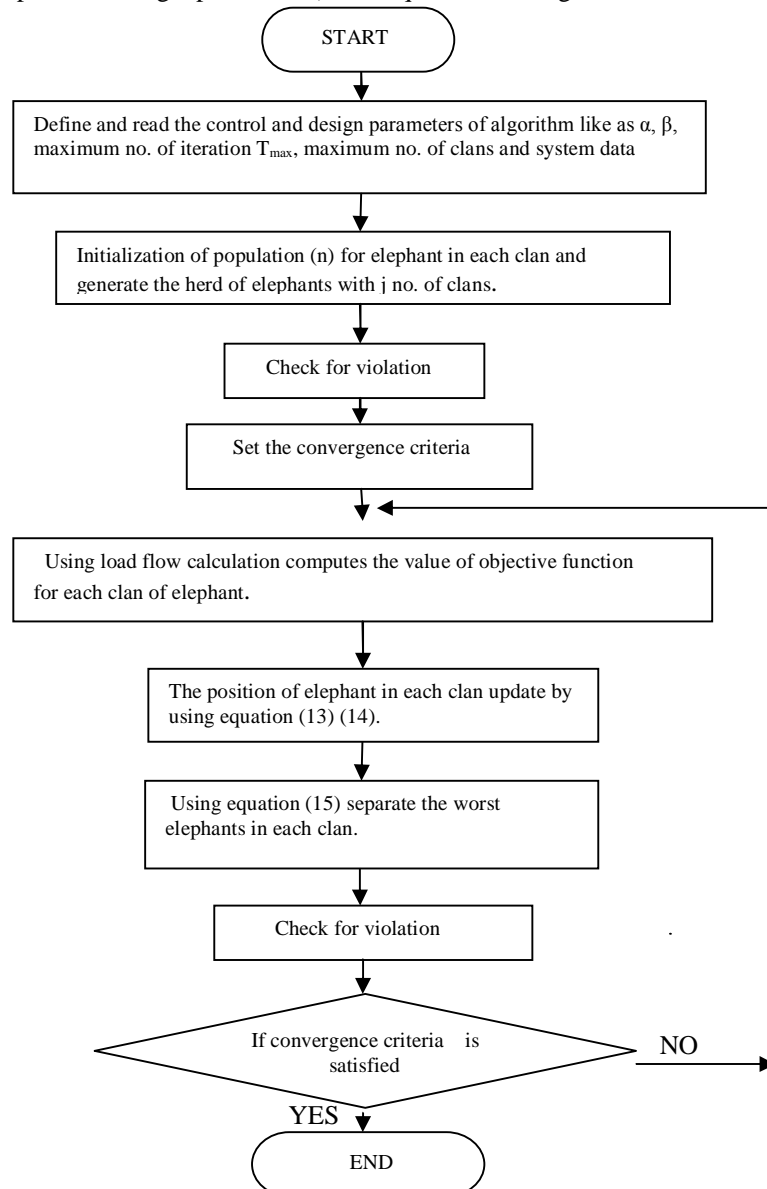 START
Define and read the control and design parameters of algorithm like as α, β,
maximum no. of iteration Tmax, maximum no. of clans and system data
Initialization of population (n) for elephant in each clan and
generate the herd of elephants with j no. of clans.
Check for violation
Set the convergence criteria
Using load flow calculation computes the value of objective function
for each clan of elephant.
The position of elephant in each clan update by
using equation (13) (14).
Using equation (15) separate the worst
elephants in each clan.
Check for violation
.
If convergence criteria is
satisfied
NO
YES
END